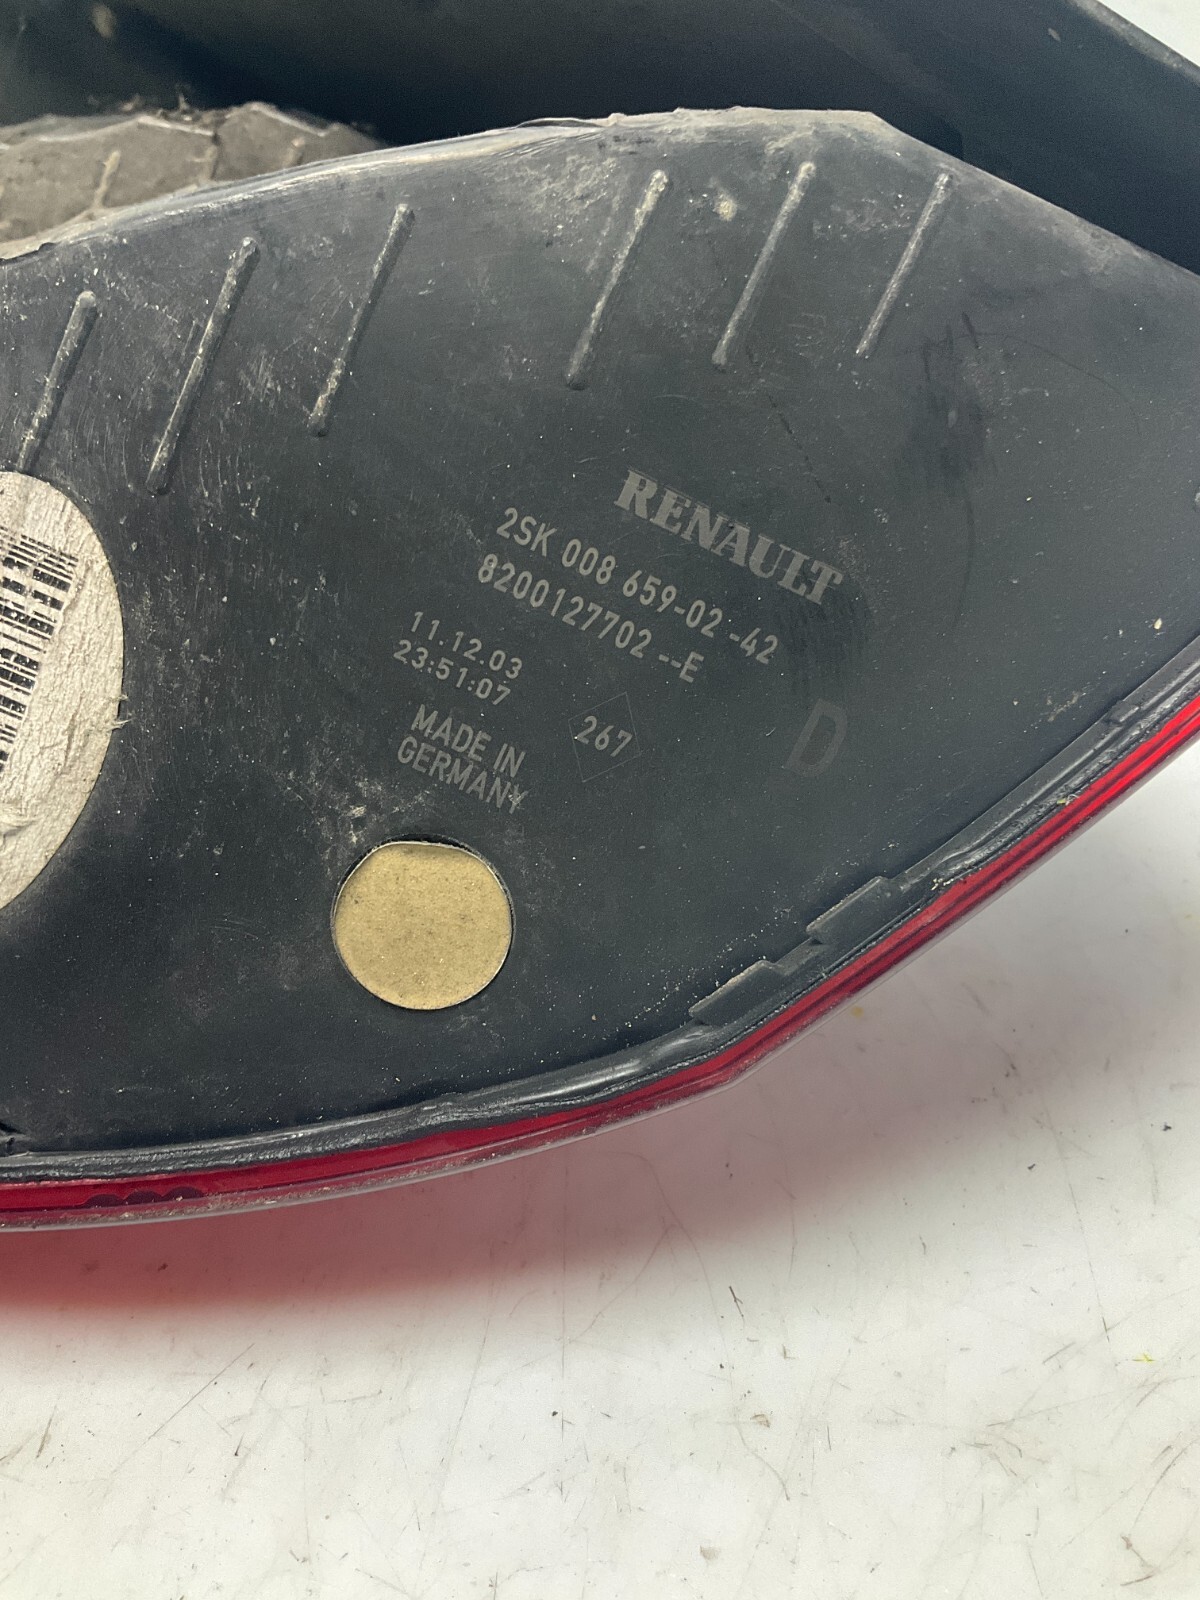 RENAULT
2SK 008 659-02 -42
8200127702 --E
11.12.03
23:51:07
267
D
MADE IN
GERMANY